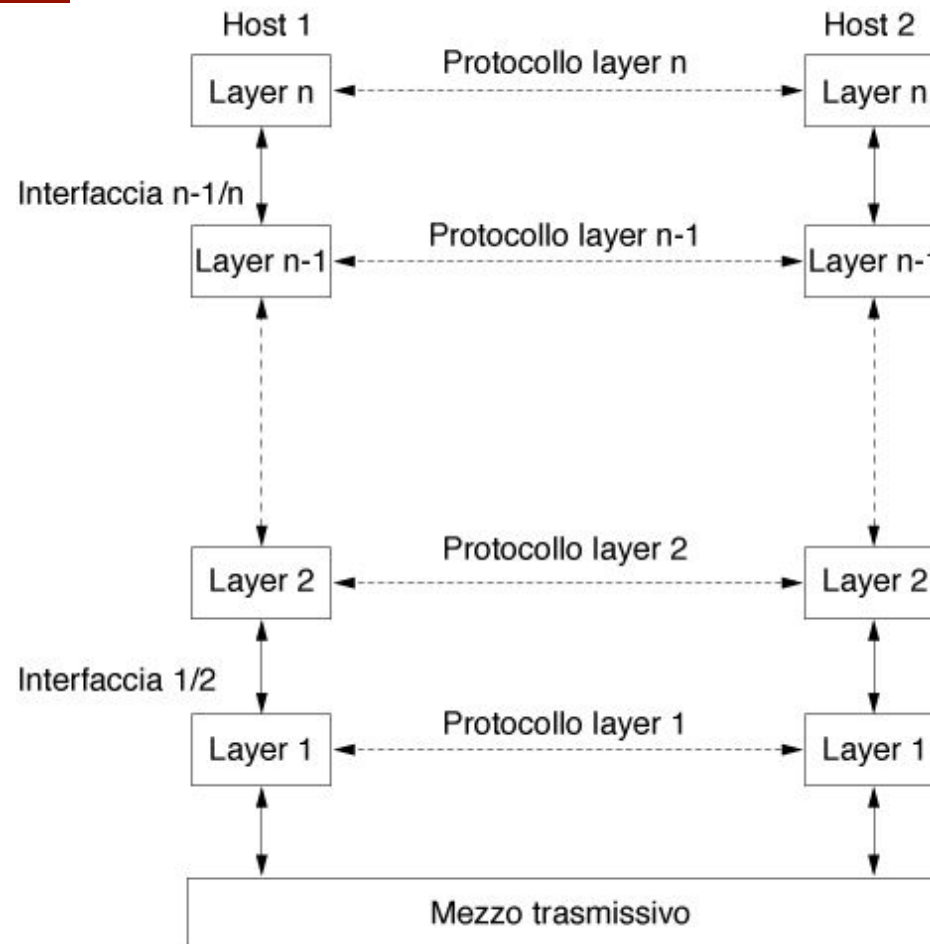 Host 1 Host 2
Layer n Protocollo layer n Layer n
Interfaccia n-1/n
Layer n-1 Protocollo layer n-1 Layer n-1
Layer 2 Protocollo layer 2 Layer 2
Interfaccia 1/2
Layer 1 Protocollo layer 1 Layer 1
Mezzo trasmissivo